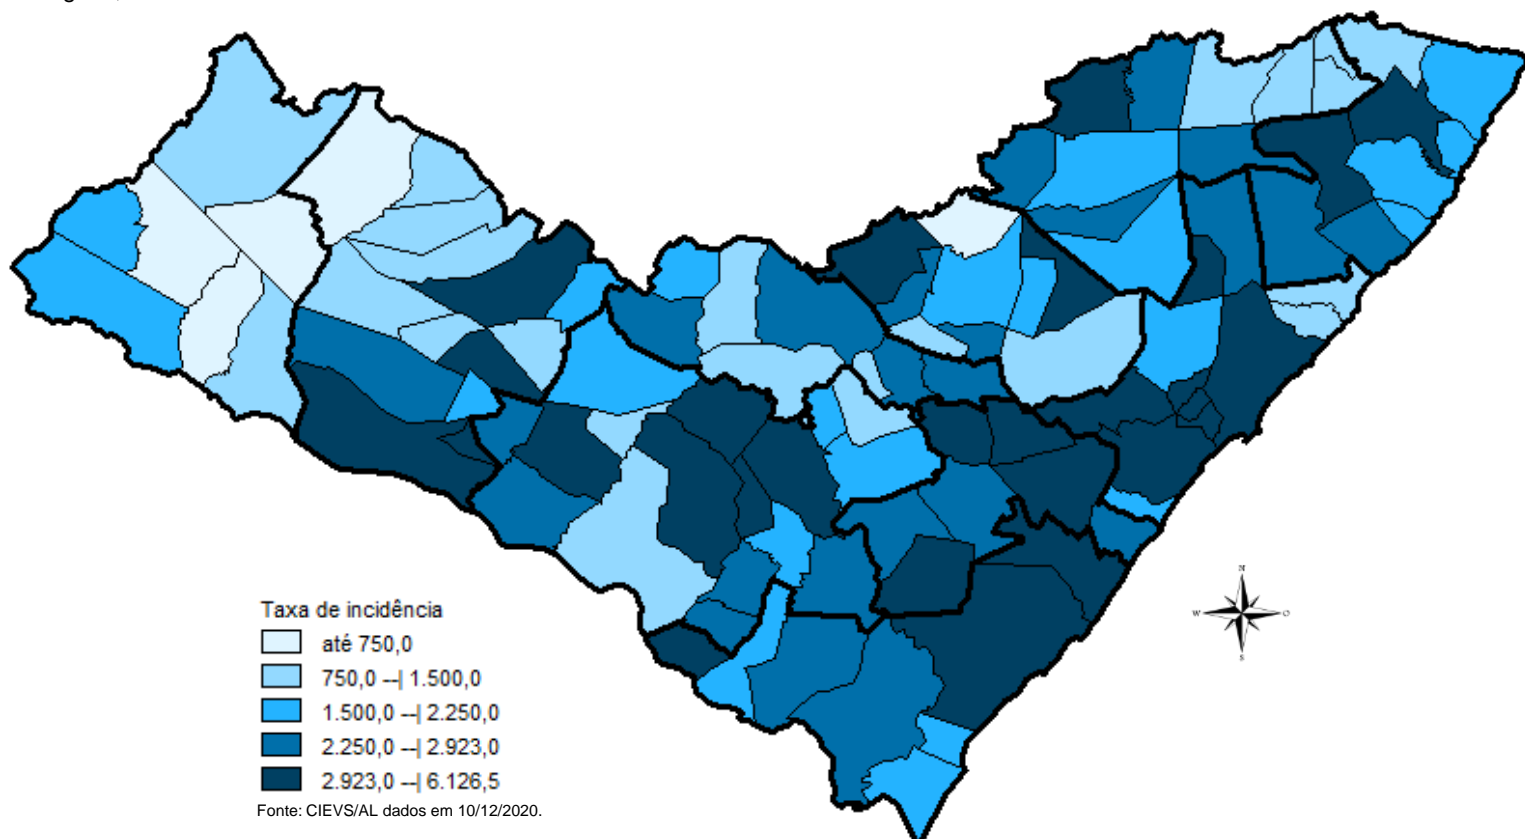 Taxa de incidência
até 750,0
750,0 --| 1.500,0
1.500,0 --| 2.250,0
2.250,0 --| 2.923,0
2.923,0 --| 6.126,5
Fonte: CIEVS/AL dados em 10/12/2020.
N
W O
S